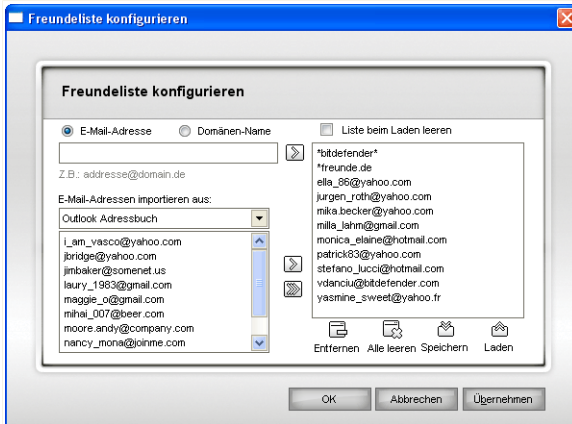 Freundeliste konfigurieren
Freundeliste konfigurieren
E-Mail-Adresse
Domänen-Name
Z.B.: addresse@domain.de
E-Mail-Adressen importieren aus:
Outlook Adressbuch
i_am_vasco@yahoo.com
jbridge@yahoo.com
jimbaker@somenet.us
laury_1983@gmail.com
maggie_o@gmail.com
mihai_007@beer.com
moore.andy@company.com
nancy_mona@joinme.com
Liste beim Laden leeren
*bitdefender*
*freunde.de
ella_86@yahoo.com
jurgen_roth@yahoo.com
mika.becker@yahoo.com
milla_lahm@gmail.com
monica_elaine@hotmail.com
patrick83@yahoo.com
stefano_lucci@hotmail.com
vdanciu@bitdefender.com
yasmine_sweet@yahoo.fr
Entfernen Alle leeren Speichern Laden
OK Abbrechen Übernehmen